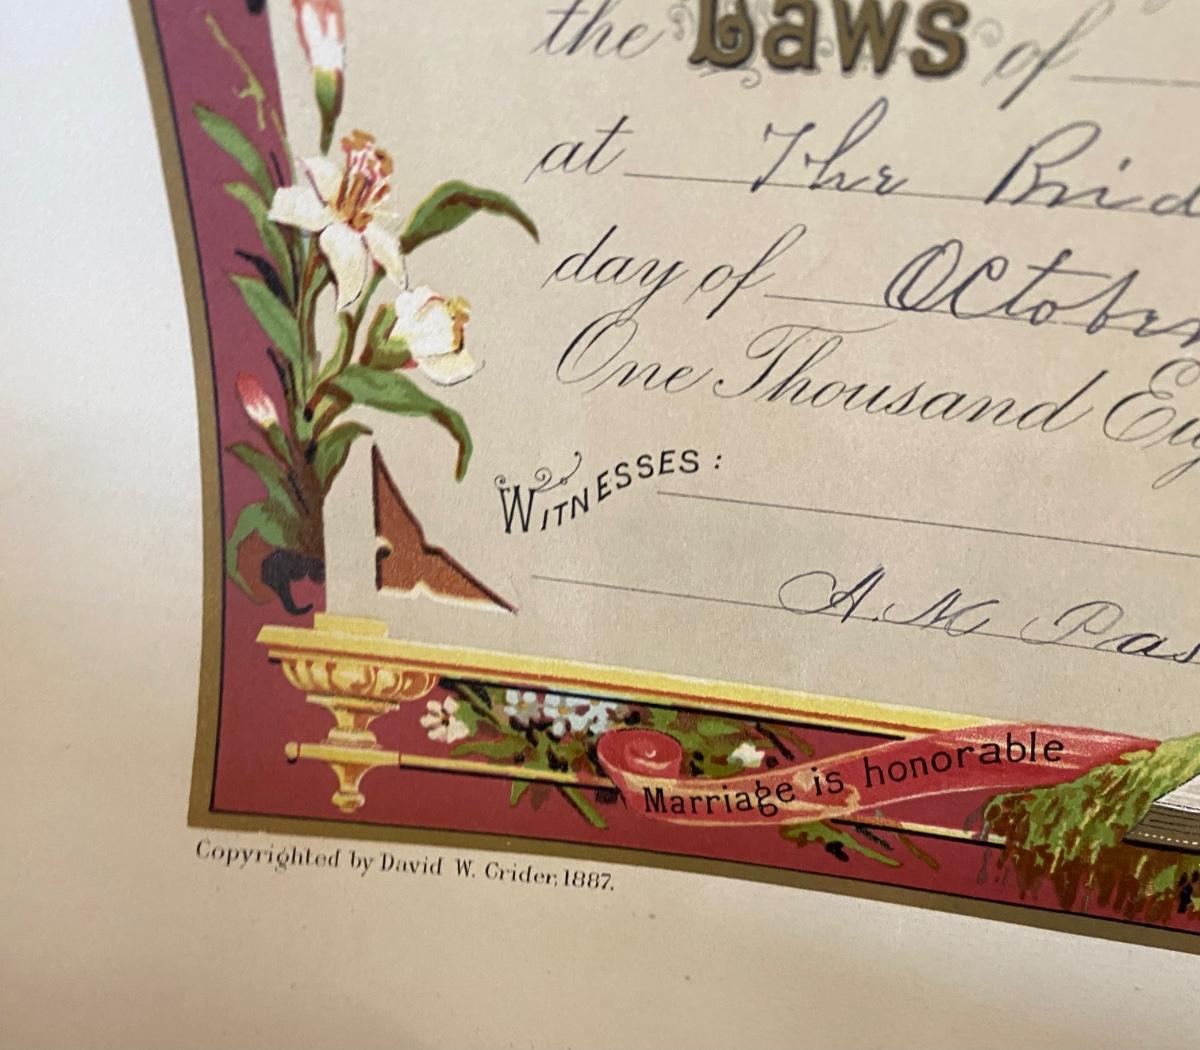 the Laws of
at The Brid
day of October
One Thousand Eig
WITNESSES:
A. M Pas
Marriage is honorable
Copyrighted by David W. Crider, 1887.